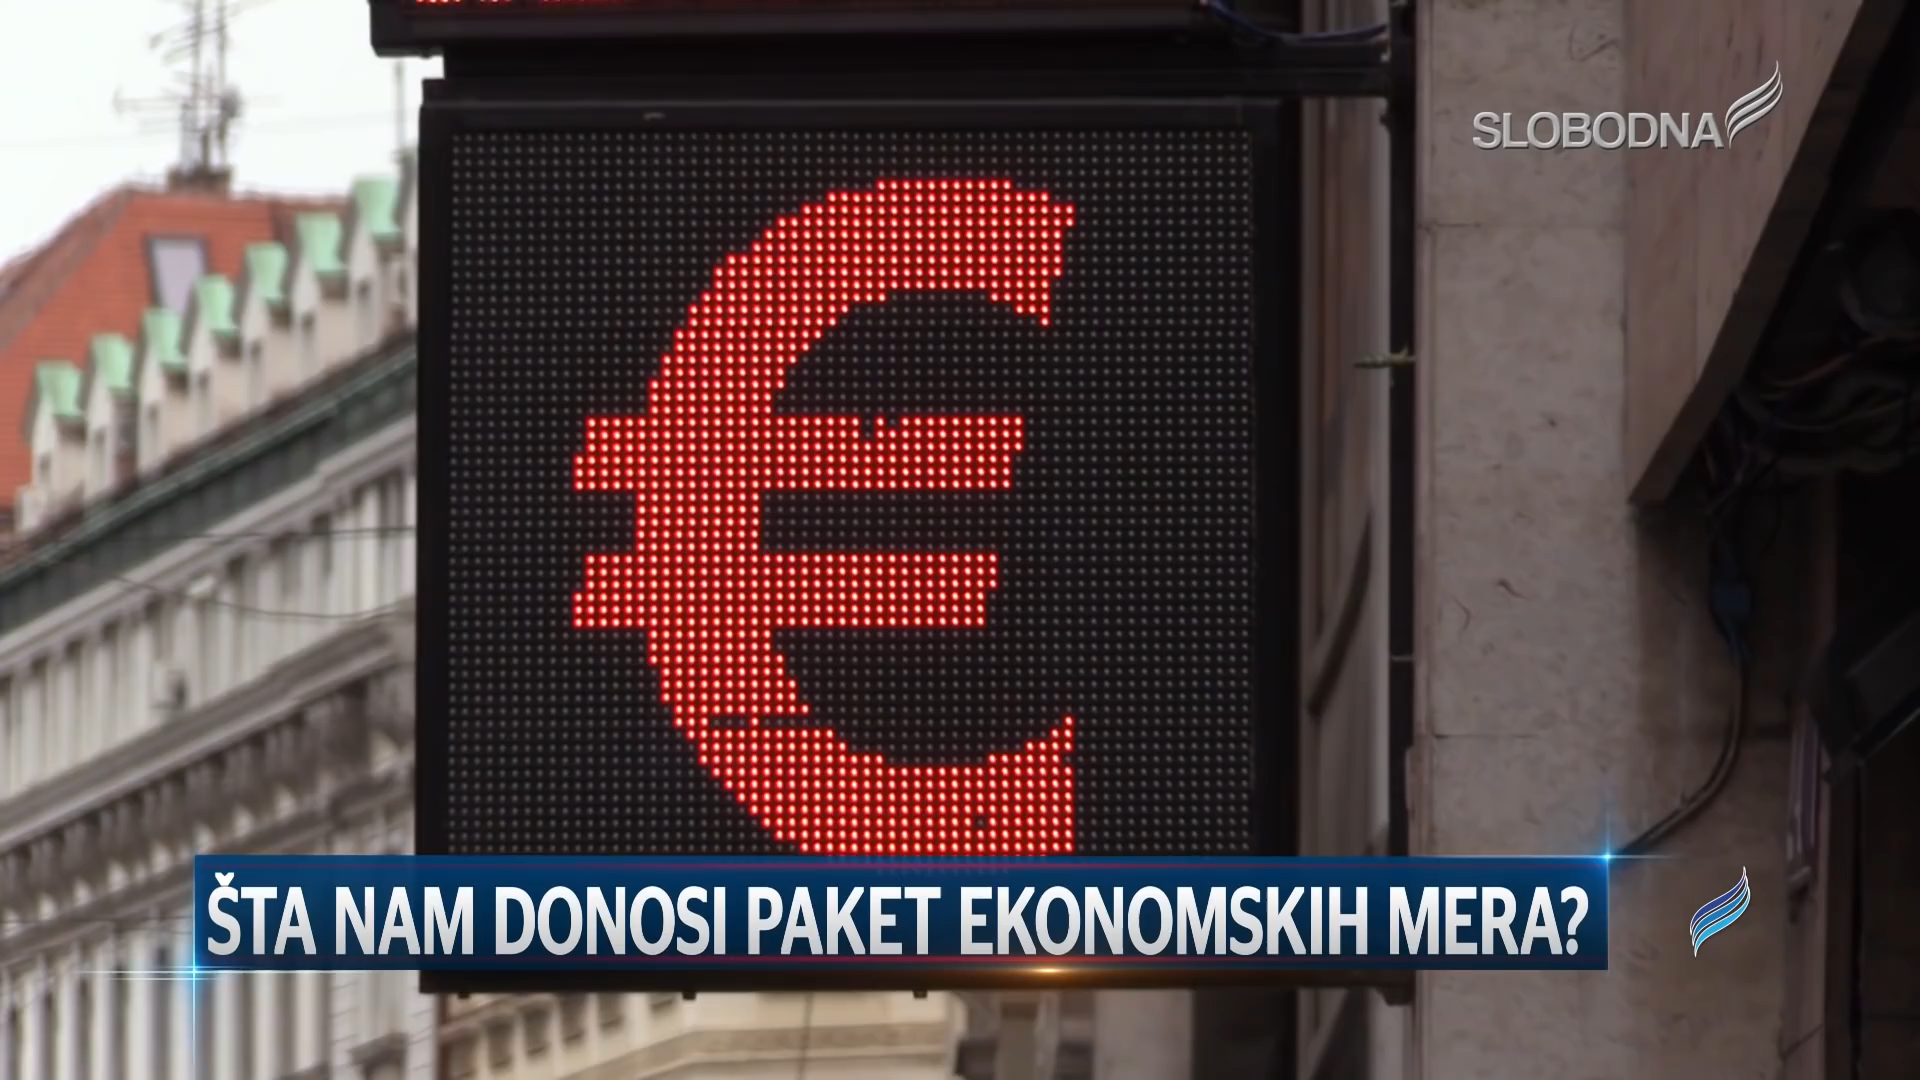 SLOBODNA
€
ŠTA NAM DONOSI PAKET EKONOMSKIH MERA?